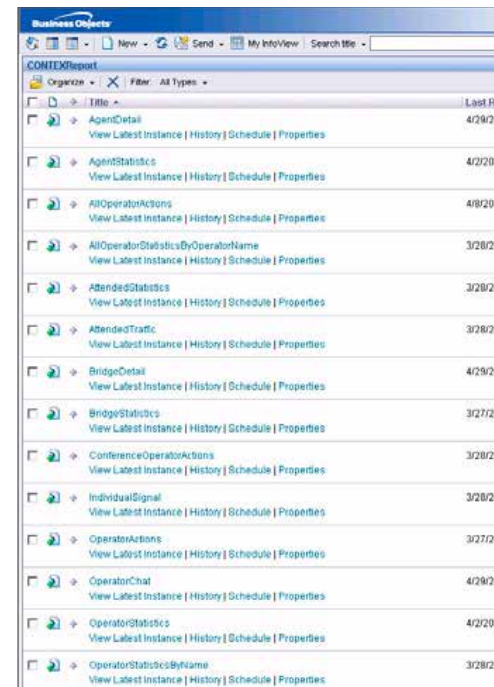 Business Objects
New Send My InfoView Search title
CONTEXReport
Organize Filter: All Types
Title Last R
AgentDetail 4/29/2
View Latest Instance | History | Schedule | Properties
AgentStatistics 4/2/20
View Latest Instance | History | Schedule | Properties
AllOperatorActions 4/8/20
View Latest Instance | History | Schedule | Properties
AllOperatorStatisticsByOperatorName 3/28/2
View Latest Instance | History | Schedule | Properties
AttendedStatistics 3/28/2
View Latest Instance | History | Schedule | Properties
AttendedTraffic 3/28/2
View Latest Instance | History | Schedule | Properties
BridgeDetail 4/29/2
View Latest Instance | History | Schedule | Properties
BridgeStatistics 3/27/2
View Latest Instance | History | Schedule | Properties
ConferenceOperatorActions 3/28/2
View Latest Instance | History | Schedule | Properties
IndividualSignal 3/28/2
View Latest Instance | History | Schedule | Properties
OperatorActions 3/27/2
View Latest Instance | History | Schedule | Properties
OperatorChat 4/29/2
View Latest Instance | History | Schedule | Properties
OperatorStatistics 4/2/20
View Latest Instance | History | Schedule | Properties
OperatorStatisticsByName 3/28/2
View Latest Instance | History | Schedule | Properties